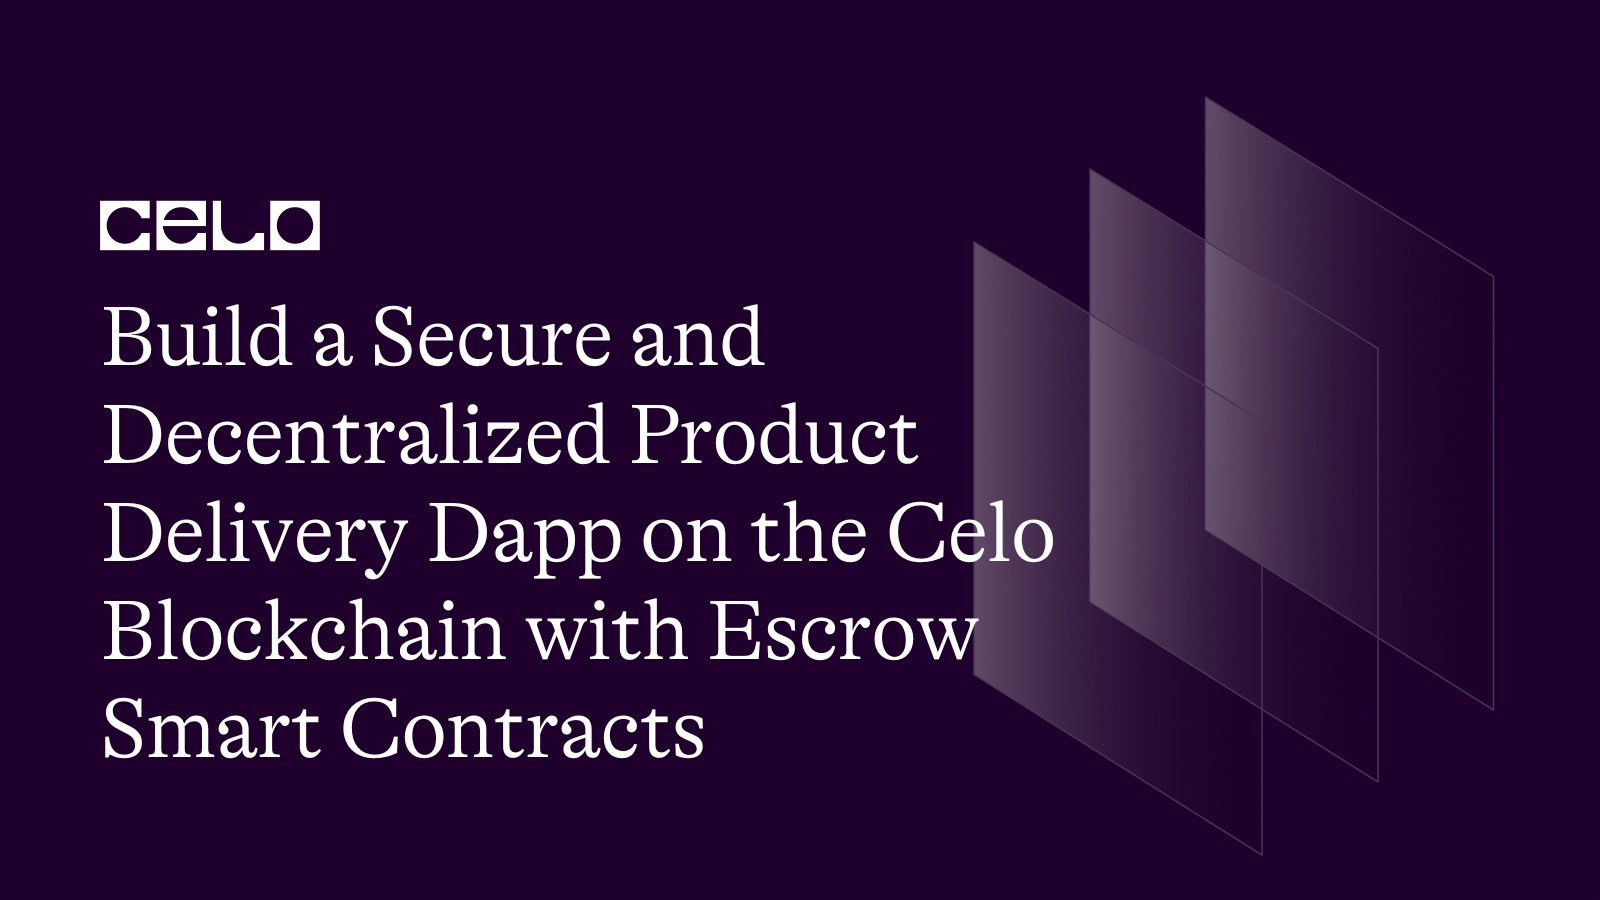 CELO
Build a Secure and
Decentralized Product
Delivery Dapp on the Celo
Blockchain with Escrow
Smart Contracts